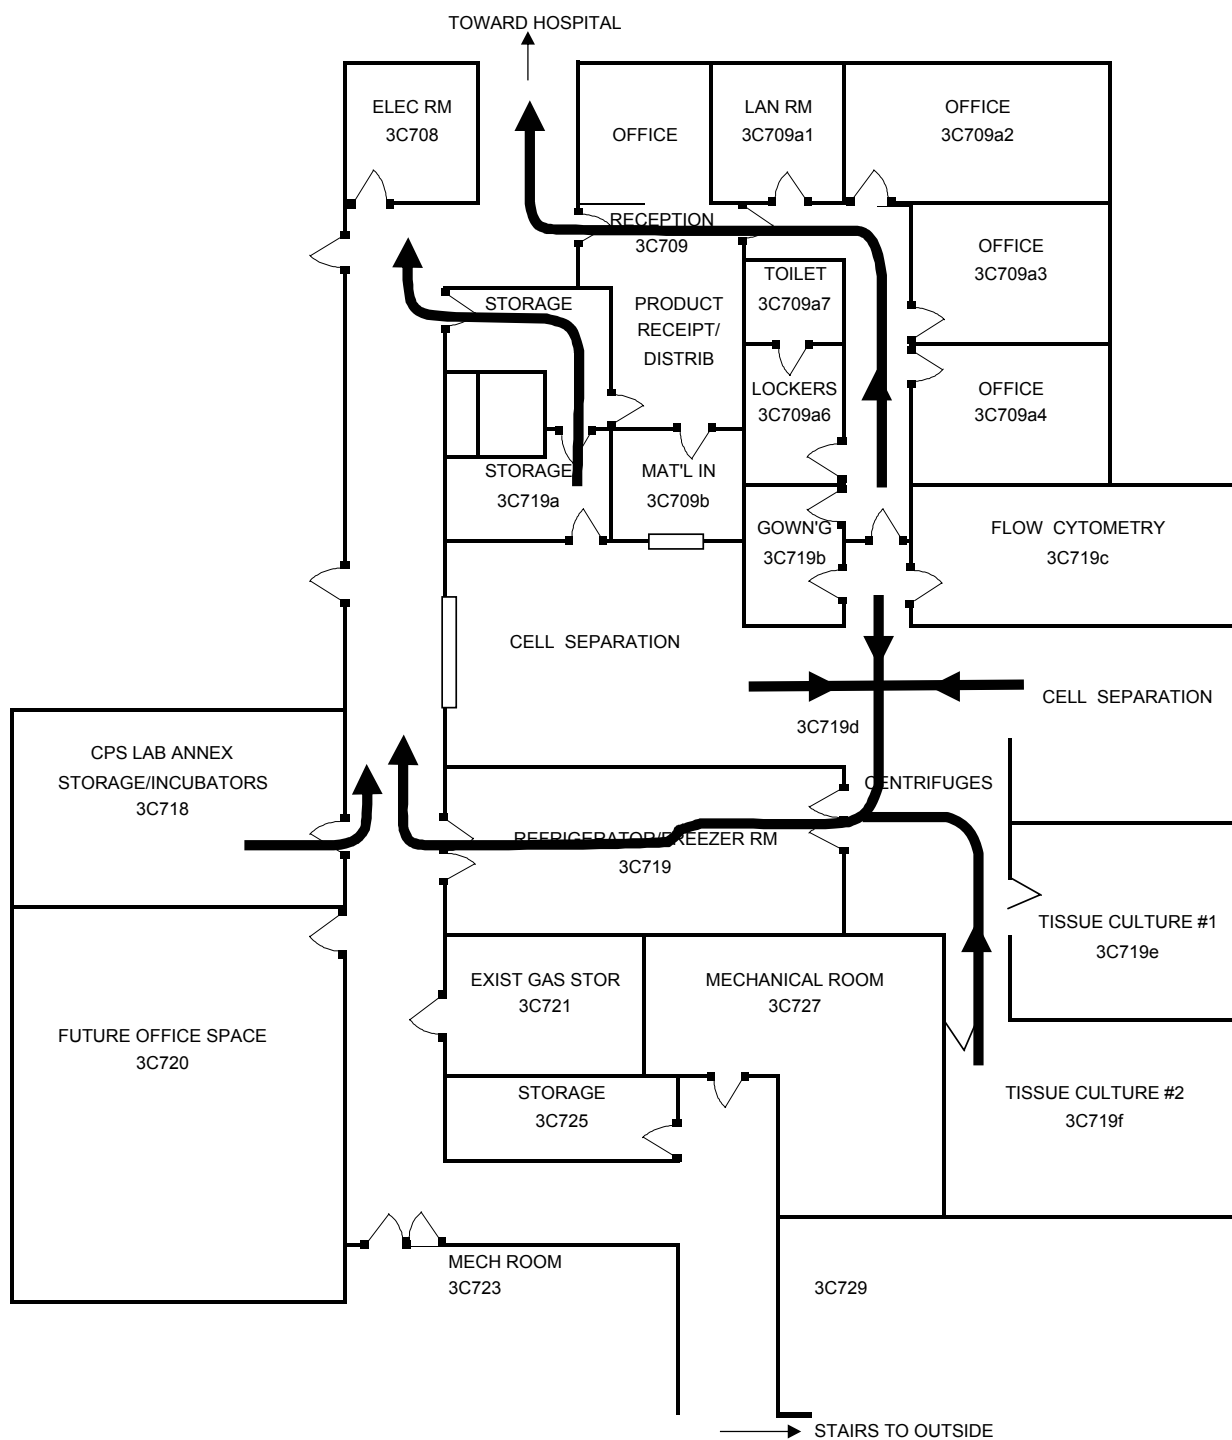 TOWARD HOSPITAL
ELEC RM
3C708
OFFICE
LAN RM
3C709a1
OFFICE
3C709a2
RECEPTION
3C709
OFFICE
3C709a3
STORAGE
PRODUCT
RECEIPT/
DISTRIB
TOILET
3C709a7
LOCKERS
3C709a6
OFFICE
3C709a4
STORAGE
3C719a
MAT'L IN
3C709b
GOWN'G
3C719b
FLOW CYTOMETRY
3C719c
CELL SEPARATION
CELL SEPARATION
3C719d
CPS LAB ANNEX
STORAGE/INCUBATORS
3C718
CENTRIFUGES
REFRIGERATOR/FREEZER RM
3C719
TISSUE CULTURE #1
3C719e
EXIST GAS STOR
3C721
MECHANICAL ROOM
3C727
FUTURE OFFICE SPACE
3C720
STORAGE
3C725
TISSUE CULTURE #2
3C719f
MECH ROOM
3C723
3C729
STAIRS TO OUTSIDE